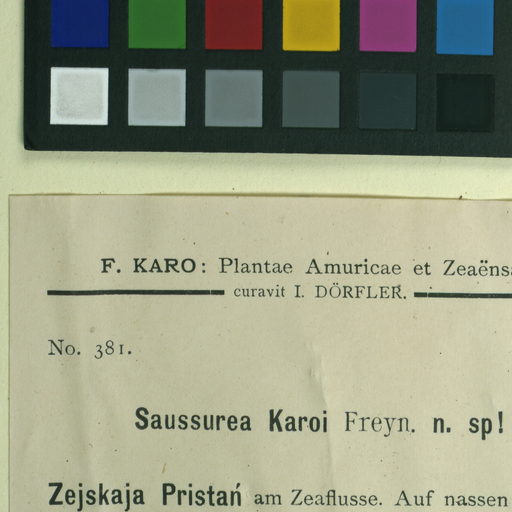 F. KARO: Plantae Amuricae et Zeaëns
curavit I. DÖRFLER.
No. 381.
Saussurea Karoi Freyn. n. sp!
Zejskaja Pristań am Zeaflusse. Auf nassen